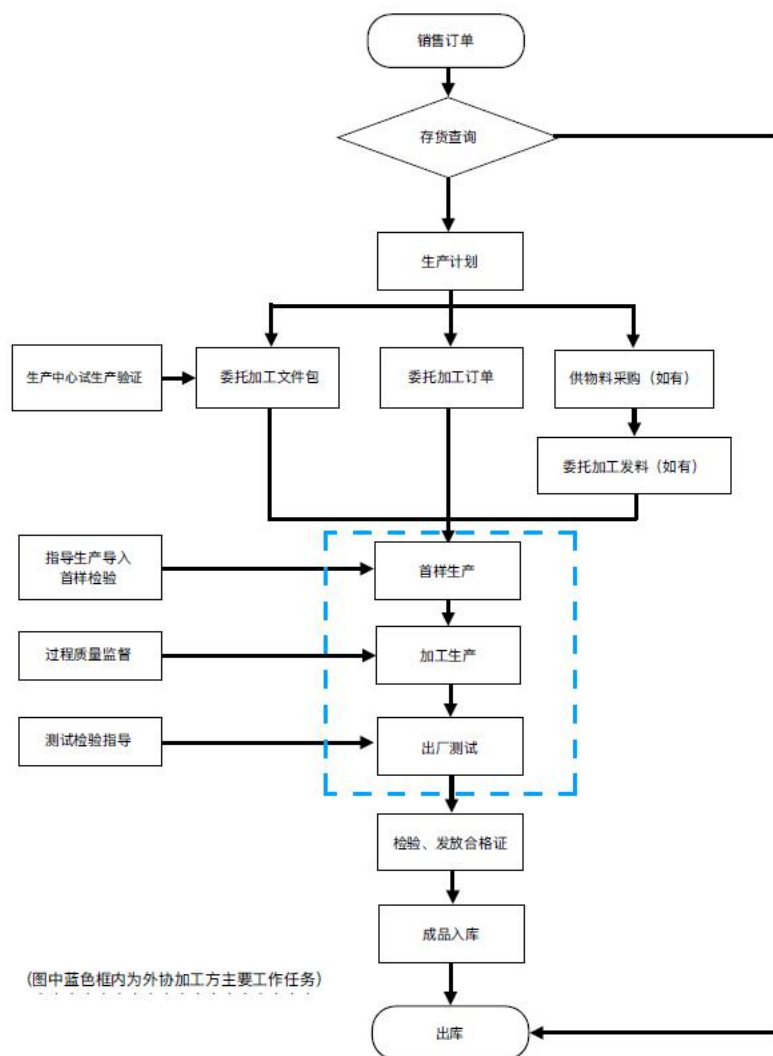 销售订单
存货查询
生产计划
生产中心试生产验证
委托加工文件包
委托加工订单
供物料采购（如有）
委托加工发料（如有）
指导生产导入
首样检验
首样生产
过程质量监督
加工生产
测试检验指导
出厂测试
检验、发放合格证
成品入库
(图中蓝色框内为外协加工方主要工作任务)
出库